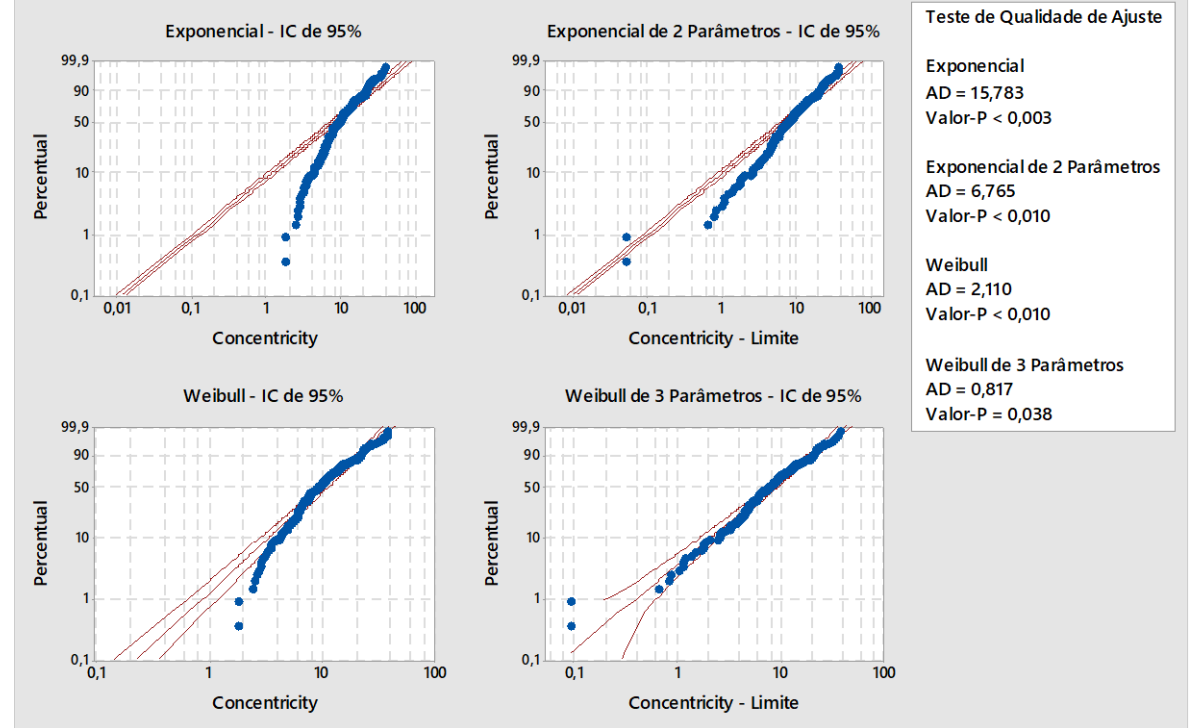 Exponencial - IC de 95%
99,9
90
50
10
1
0,1
Percentual
0,01 0,1 1 10 100
Concentricity
Exponencial de 2 Parâmetros - IC de 95%
99,9
90
50
10
1
0,1
Percentual
0,01 0,1 1 10 100
Concentricity - Limite
Weibull - IC de 95%
99,9
90
50
10
1
0,1
Percentual
0,1 1 10 100
Concentricity
Weibull de 3 Parâmetros - IC de 95%
99,9
90
50
10
1
0,1
Percentual
0,1 1 10 100
Concentricity - Limite
Teste de Qualidade de Ajuste
Exponencial
AD = 15,783
Valor-P < 0,003
Exponencial de 2 Parâmetros
AD = 6,765
Valor-P < 0,010
Weibull
AD = 2,110
Valor-P < 0,010
Weibull de 3 Parâmetros
AD = 0,817
Valor-P = 0,038